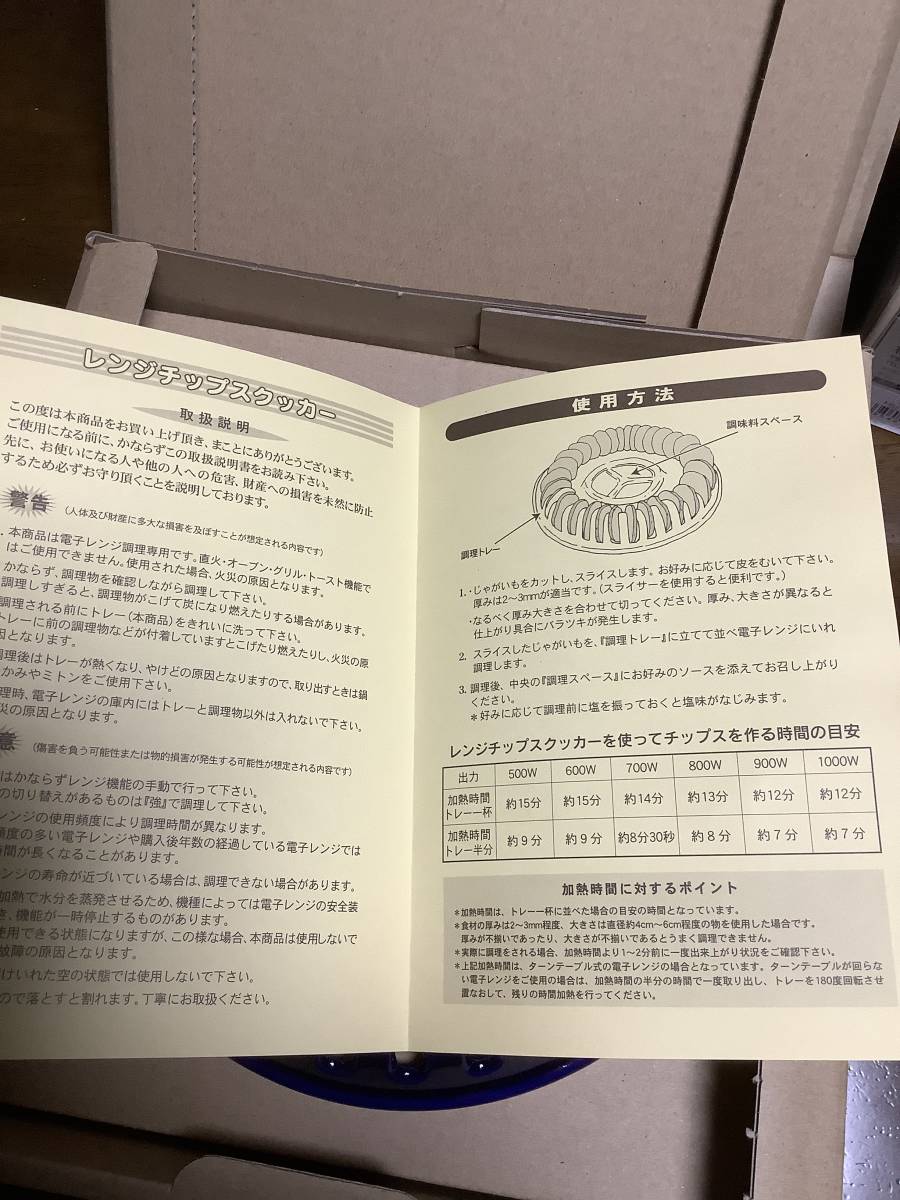 レンジチップスクッカー
取扱説明
この度は本商品をお買い上げ頂き、まことにありがとうございます。
ご使用になる前に、かならずこの取扱説明書をお読み下さい。
先に、お使いになる人や他の人への危害、財産への損害を未然に防止
するため必ずお守り頂くことを説明しております。
警告 (人体及び財産に多大な損害を及ぼすことが想定される内容です)
. 本商品は電子レンジ調理専用です。直火・オーブン・グリル・トースト機能で
はご使用できません。使用された場合、火災の原因となります。
かならず、調理物を確認しながら調理して下さい。
調理しすぎると、調理物がこげて炭になり燃えたりする場合があります。
調理される前にトレー(本商品)をきれいに洗って下さい。
トレーに前の調理物などが付着していますとこげたり燃えたりし、火災の原
因となります。
調理後はトレーが熱くなり、やけどの原因となりますので、取り出すときは鍋
かみやミトンをご使用下さい。
理時、電子レンジの庫内にはトレーと調理物以外は入れないで下さい。
災の原因となります。
意 (傷害を負う可能性または物的損害が発生する可能性が想定される内容です)
はかならずレンジ機能の手動で行って下さい。
の切り替えがあるものは『強』で調理して下さい。
レンジの使用頻度により調理時間が異なります。
頻度の多い電子レンジや購入後年数の経過している電子レンジでは
時間が長くなることがあります。
ンジの寿命が近づいている場合は、調理できない場合があります。
加熱で水分を蒸発させるため、機種によっては電子レンジの安全装
き、機能が一時停止するものがあります。
使用できる状態になりますが、この様な場合、本商品は使用しないで
故障の原因となります。
けいれた空の状態では使用しないで下さい。
ので落とすと割れます。丁寧にお取扱ください。
使用方法
調味料スペース
調理トレー
1.・じゃがいもをカットし、スライスします。お好みに応じて皮をむいて下さい。
厚みは2〜3mmが適当です。(スライサーを使用すると便利です。)
・なるべく厚み大きさを合わせて切ってください。厚み、大きさが異なると
仕上がり具合にバラツキが発生します。
2. スライスしたじゃがいもを、『調理トレー』に立てて並べ電子レンジにいれ
調理します。
3. 調理後、中央の『調理スペース』にお好みのソースを添えてお召し上がり
ください。
＊好みに応じて調理前に塩を振っておくと塩味がなじみます。
レンジチップスクッカーを使ってチップスを作る時間の目安
出力 500W 600W 700W 800W 900W 1000W
加熱時間
トレー一杯 約15分 約15分 約14分 約13分 約12分 約12分
加熱時間
トレー半分 約9分 約9分 約8分30秒 約8分 約7分 約7分
加熱時間に対するポイント
＊加熱時間は、トレー一杯に並べた場合の目安の時間となっています。
＊食材の厚みは2〜3mm程度、大きさは直径約4cm〜6cm程度の物を使用した場合です。
厚みが不揃いであったり、大きさが不揃いであるとうまく調理できません。
＊実際に調理をされる場合、加熱時間より1〜2分前に一度出来上がり状況をご確認下さい。
＊上記加熱時間は、ターンテーブル式の電子レンジの場合となっています。ターンテーブルが回らな
い電子レンジをご使用の場合は、加熱時間の半分の時間で一度取り出し、トレーを180度回転させ
置なおして、残りの時間加熱を行ってください。